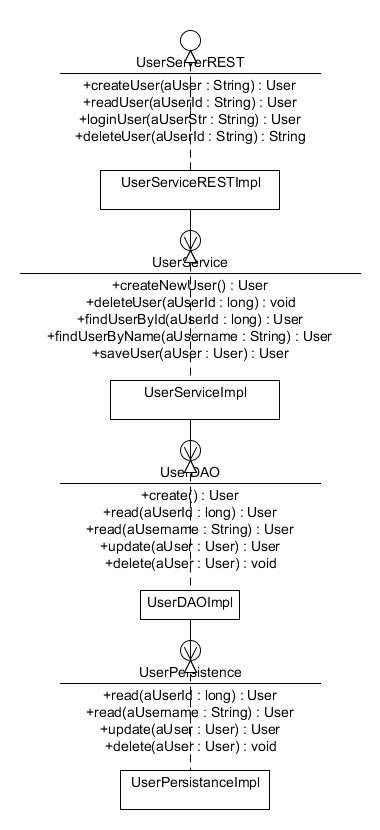 UserServerREST
+createUser(aUser : String) : User
+readUser(aUserId : String) : User
+loginUser(aUserStr : String) : User
+deleteUser(aUserId : String) : String
UserServiceRESTImpl
UserService
+createNewUser() : User
+deleteUser(aUserId : long) : void
+findUserById(aUserId : long) : User
+findUserByName(aUsername : String) : User
+saveUser(aUser : User) : User
UserServiceImpl
UserDAO
+create() : User
+read(aUserId : long) : User
+read(aUsername : String) : User
+update(aUser : User) : User
+delete(aUser : User) : void
UserDAOImpl
UserPersistence
+read(aUserId : long) : User
+read(aUsername : String) : User
+update(aUser : User) : User
+delete(aUser : User) : void
UserPersistanceImpl